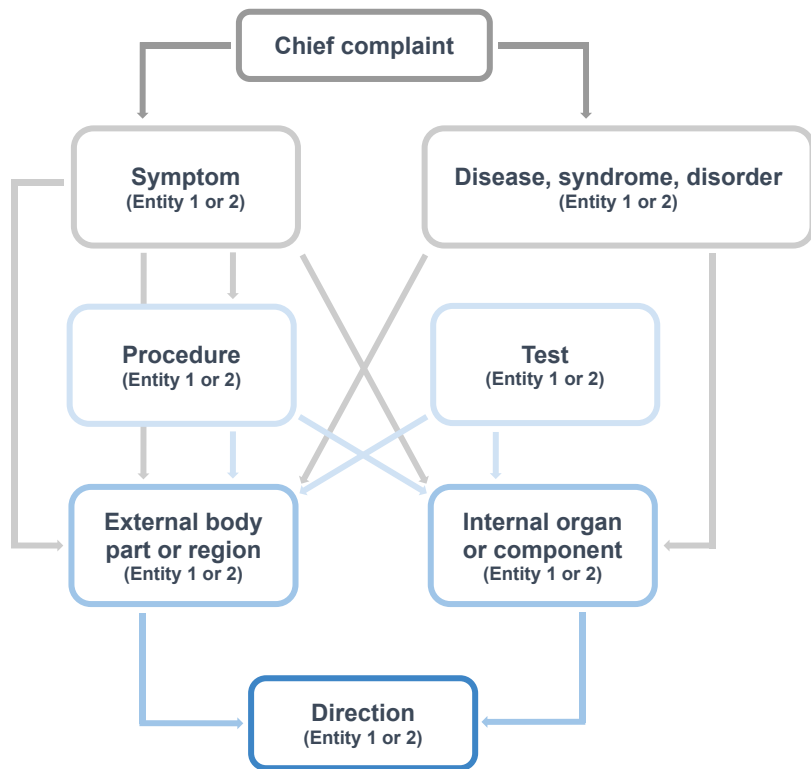 Chief complaint
Symptom
(Entity 1 or 2)
Disease, syndrome, disorder
(Entity 1 or 2)
Procedure
(Entity 1 or 2)
Test
(Entity 1 or 2)
External body
part or region
(Entity 1 or 2)
Internal organ
or component
(Entity 1 or 2)
Direction
(Entity 1 or 2)